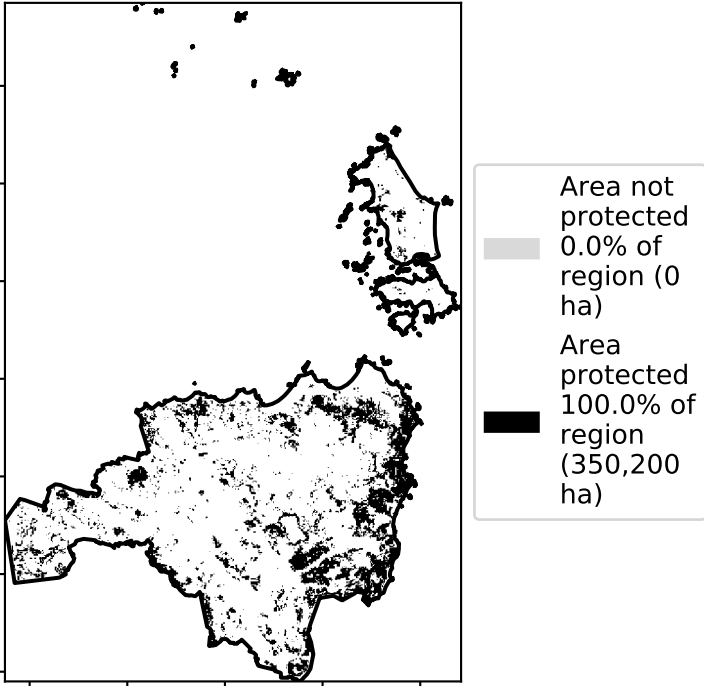 Area not
protected
0.0% of
region (0
ha)
Area
protected
100.0% of
region
(350,200
ha)